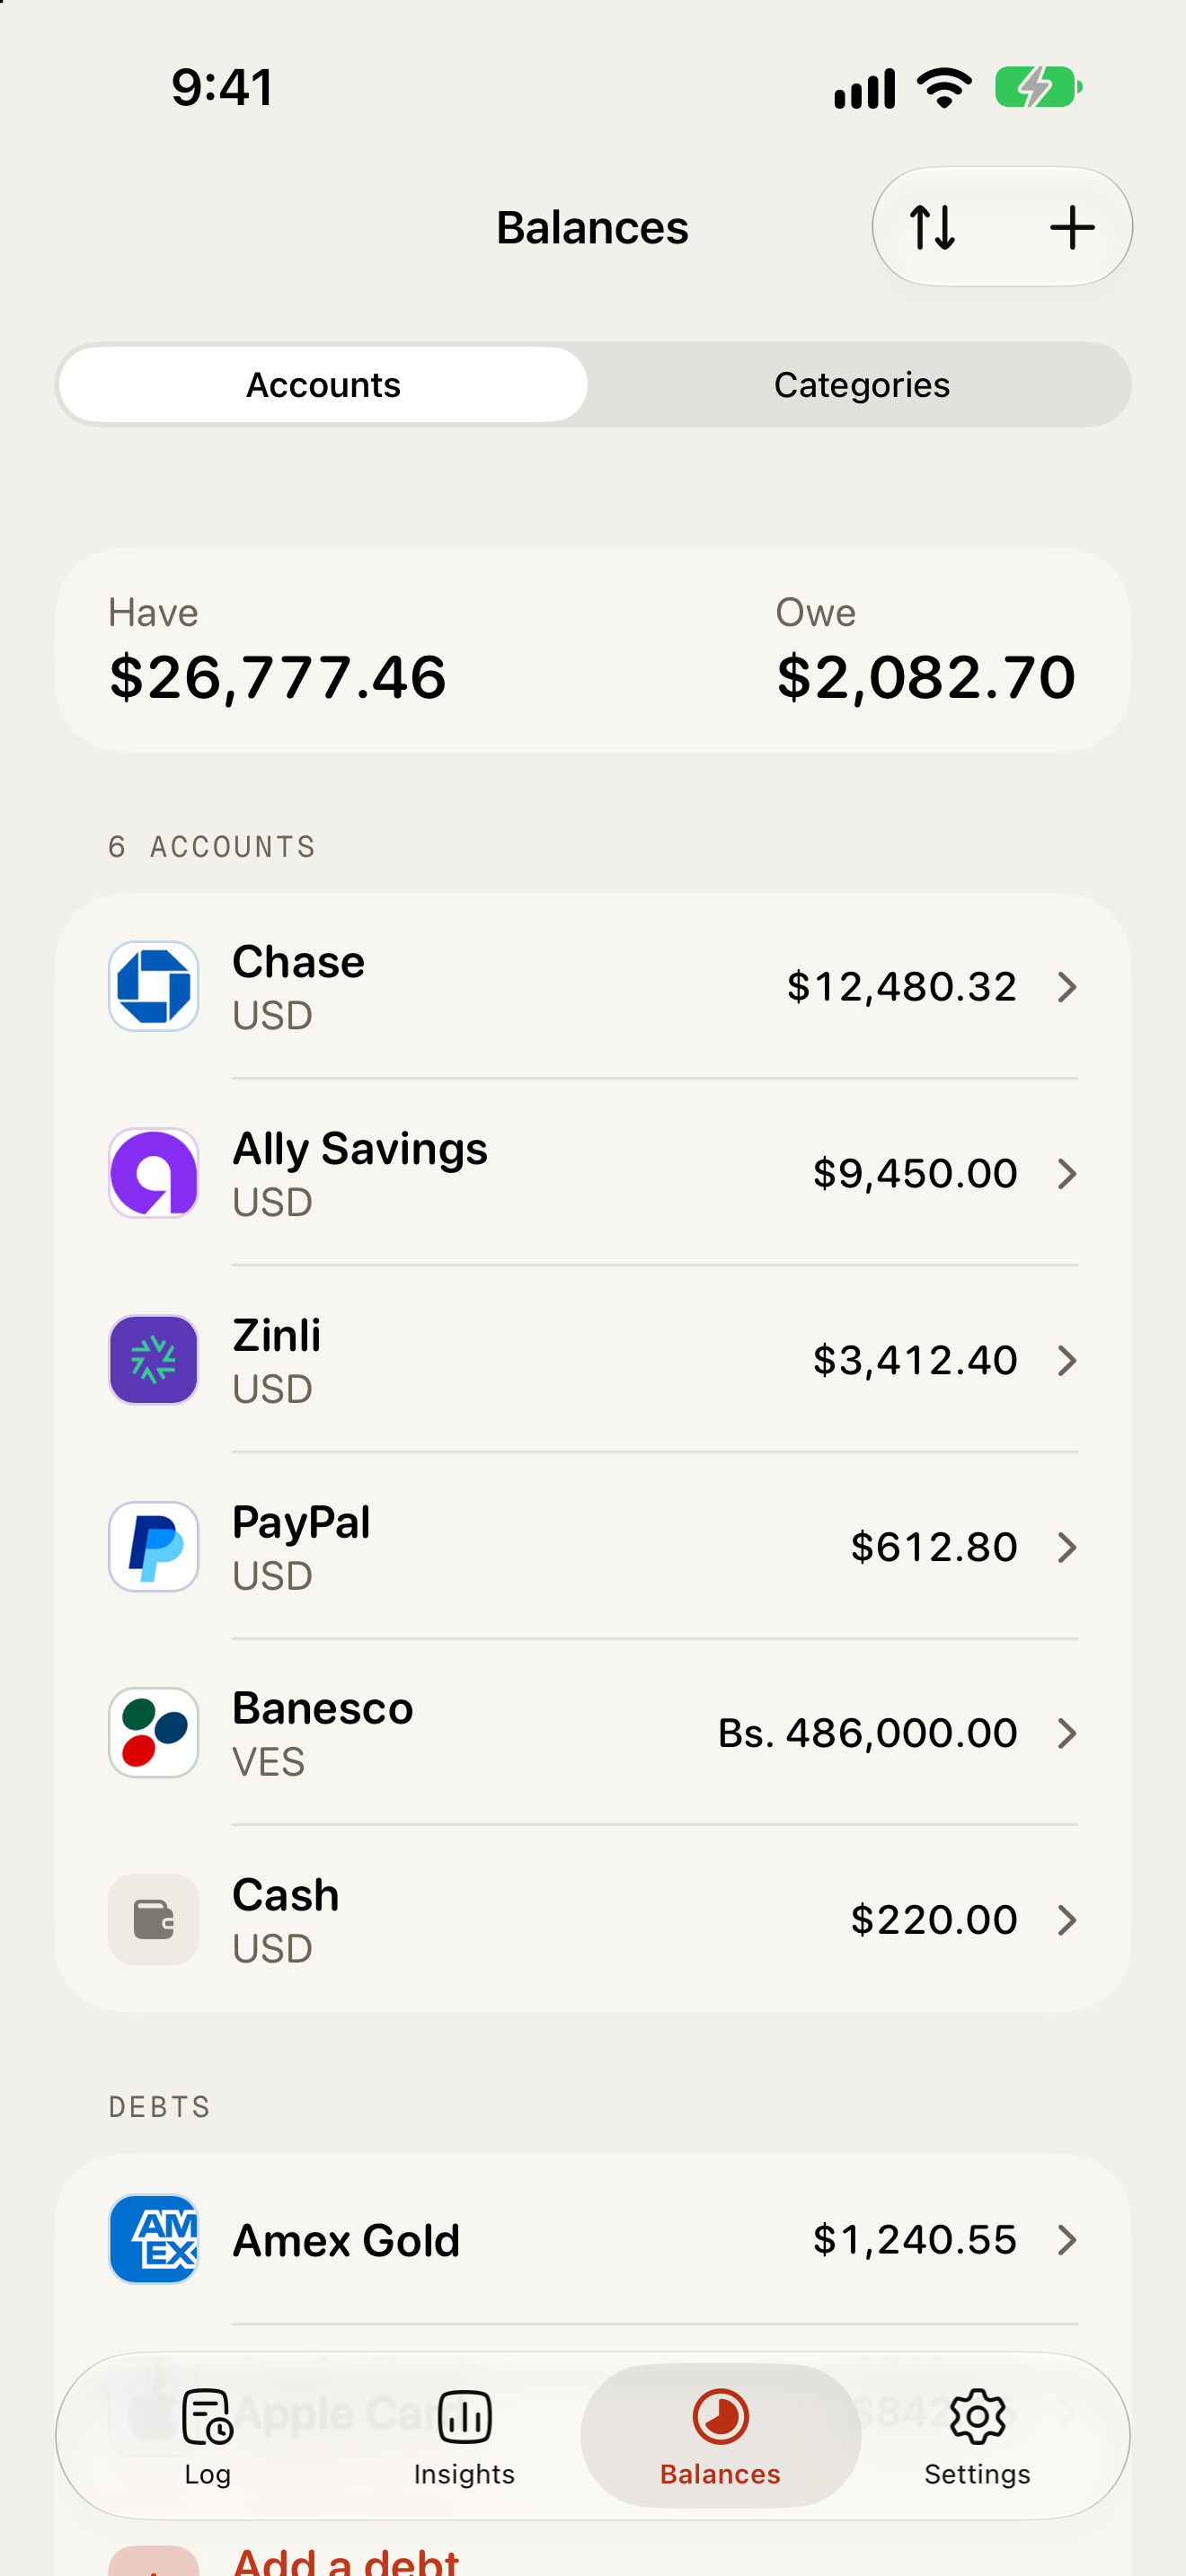 9:41
Balances
Accounts
Categories
Have
Owe
$26,777.46
$2,082.70
6 ACCOUNTS
Chase
USD
$12,480.32
Ally Savings
USD
$9,450.00
Zinli
USD
$3,412.40
PayPal
USD
$612.80
Banesco
VES
Bs. 486,000.00
Cash
USD
$220.00
DEBTS
AM
EX
Amex Gold
$1,240.55
Apple
Log
Insights
Balances
Settings
Add a debt